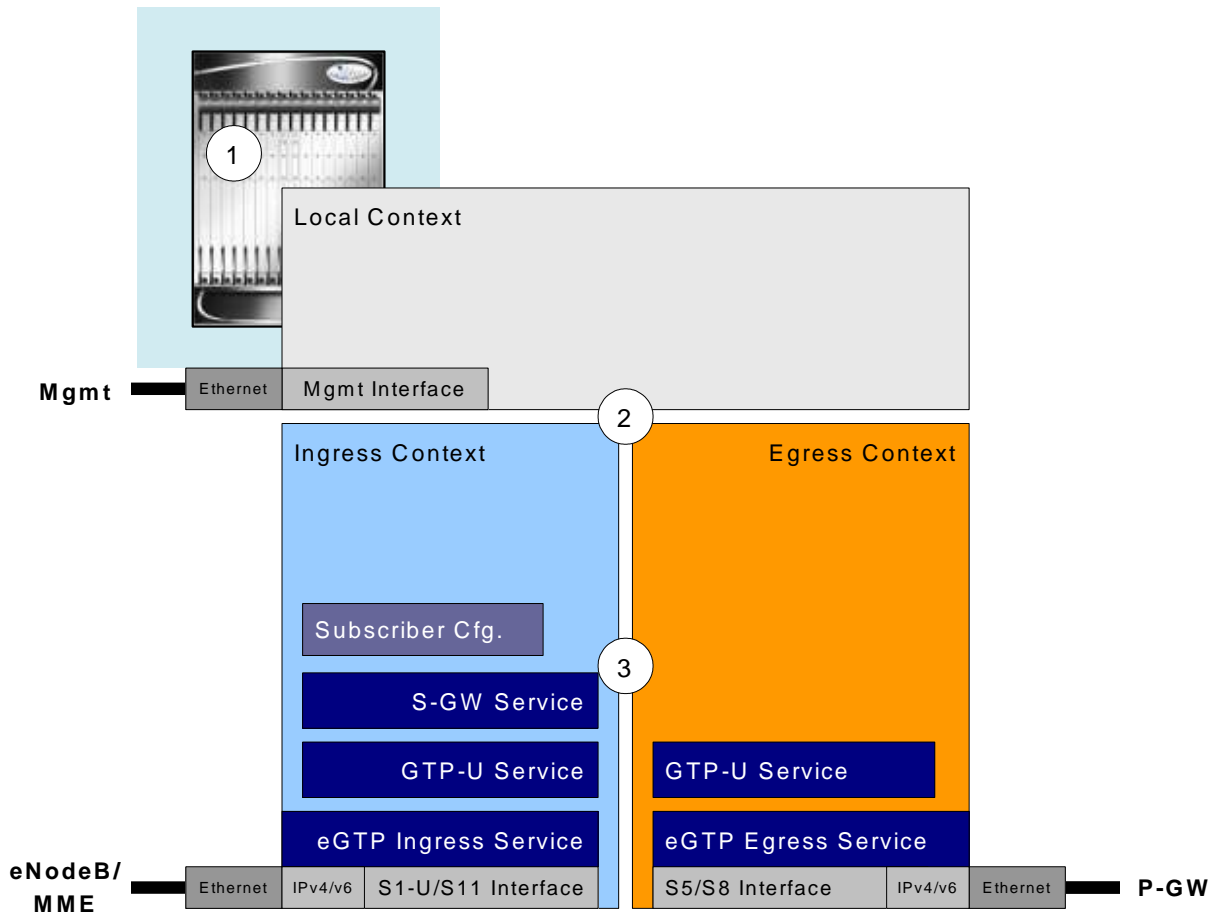 1
Local Context
Mgmt
Ethernet
Mgmt Interface
2
Ingress Context
Egress Context
Subscriber Cfg.
3
S-GW Service
GTP-U Service
GTP-U Service
eGTP Ingress Service
eGTP Egress Service
eNodeB/
MME
Ethernet
IPv4/v6
S1-U/S11 Interface
S5/S8 Interface
IPv4/v6
Ethernet
P-GW